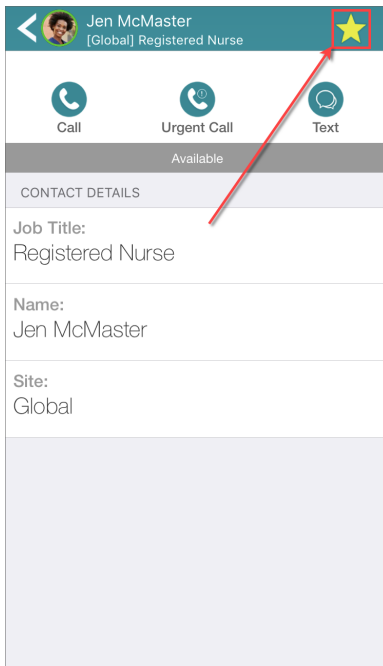 Jen McMaster
[Global] Registered Nurse
Call
Urgent Call
Text
Available
CONTACT DETAILS
Job Title:
Registered Nurse
Name:
Jen McMaster
Site:
Global